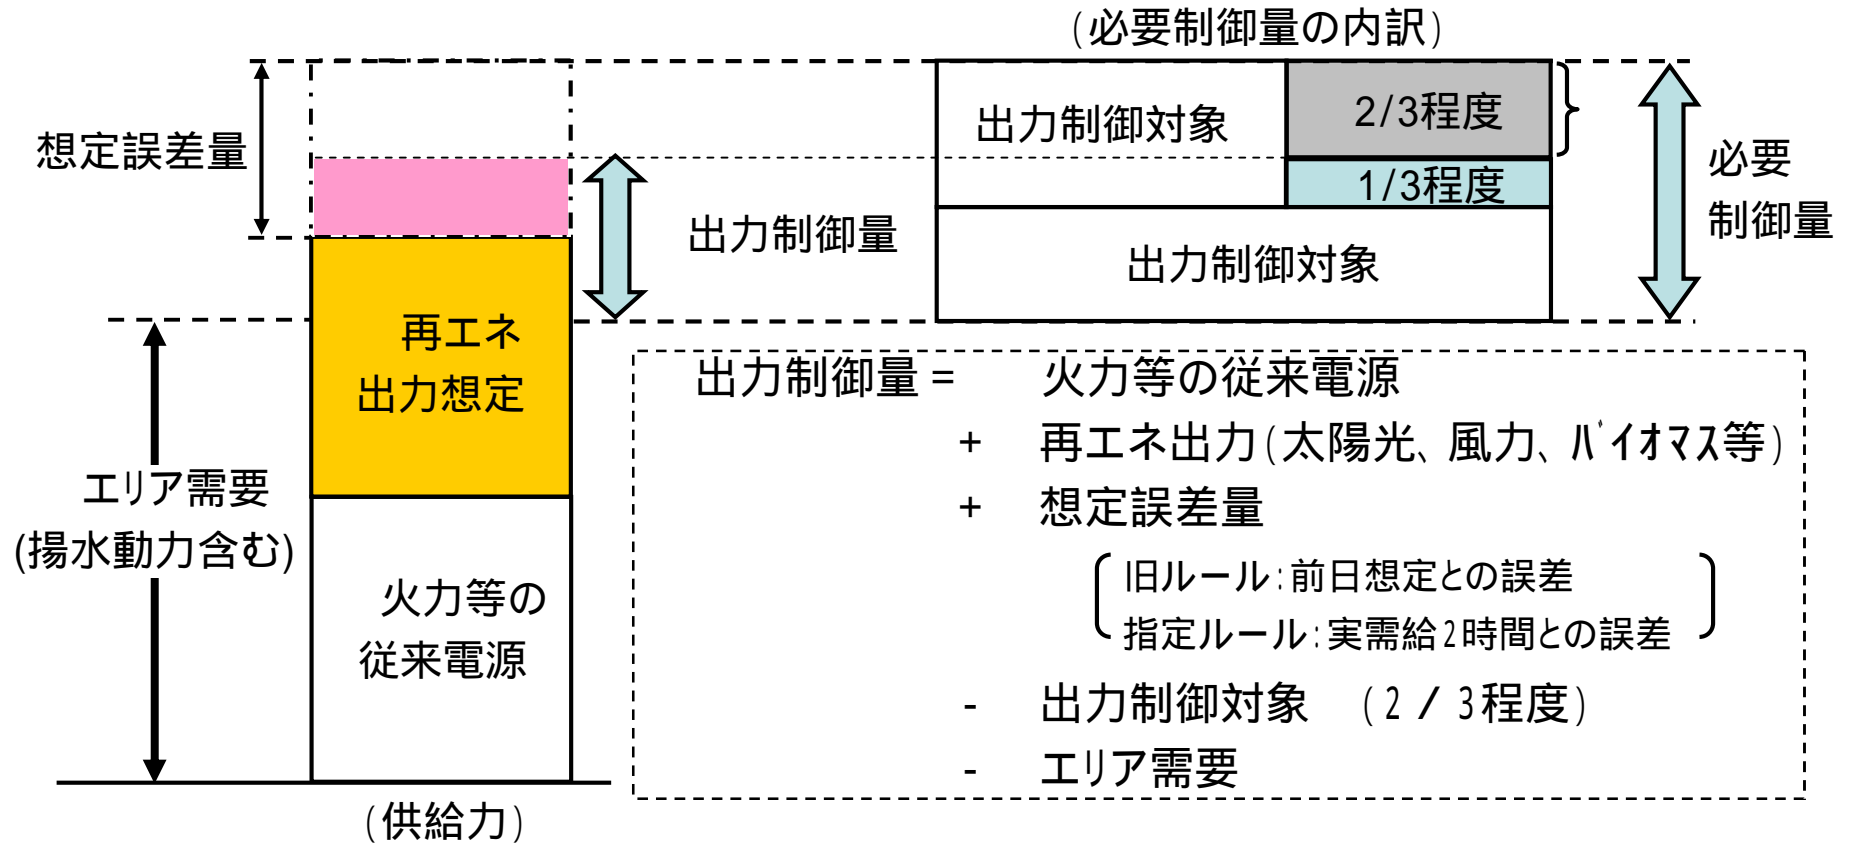 (必要制御量の内訳)
想定誤差量
出力制御対象
2/3程度
1/3程度
出力制御対象
出力制御量
必要
制御量
再エネ
出力想定
エリア需要
(揚水動力含む)
火力等の
従来電源
(供給力)
出力制御量= 火力等の従来電源
+ 再エネ出力(太陽光、風力、バイオマス等)
+ 想定誤差量
旧ルール:前日想定との誤差
指定ルール:実需給2時間との誤差
- 出力制御対象 (2/3程度)
- エリア需要